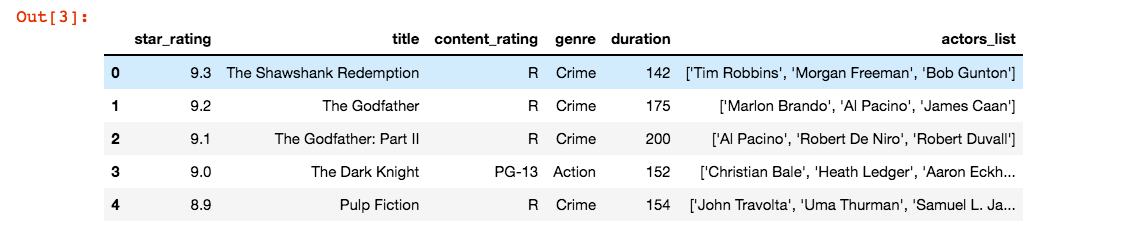 Out[3]:
star_rating title content_rating genre duration actors_list
0 9.3 The Shawshank Redemption R Crime 142 ['Tim Robbins', 'Morgan Freeman', 'Bob Gunton']
1 9.2 The Godfather R Crime 175 ['Marlon Brando', 'Al Pacino', 'James Caan']
2 9.1 The Godfather: Part II R Crime 200 ['Al Pacino', 'Robert De Niro', 'Robert Duvall']
3 9.0 The Dark Knight PG-13 Action 152 ['Christian Bale', 'Heath Ledger', 'Aaron Eckh...
4 8.9 Pulp Fiction R Crime 154 ['John Travolta', 'Uma Thurman', 'Samuel L. Ja...